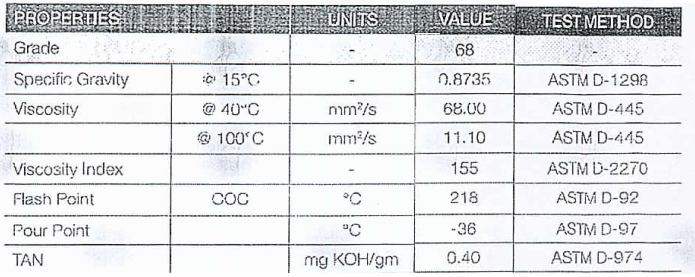 PROPERTIES UNITS VALUE TEST METHOD
Grade - 68 -
Specific Gravity @ 15°C - 0.8735 ASTM D-1298
Viscosity @ 40°C mm²/s 68.00 ASTM D-445
@ 100°C mm²/s 11.10 ASTM D-445
Viscosity Index - 155 ASTM D-2270
Flash Point COC °C 218 ASTM D-92
Pour Point °C -36 ASTM D-97
TAN mg KOH/gm 0.40 ASTM D-974